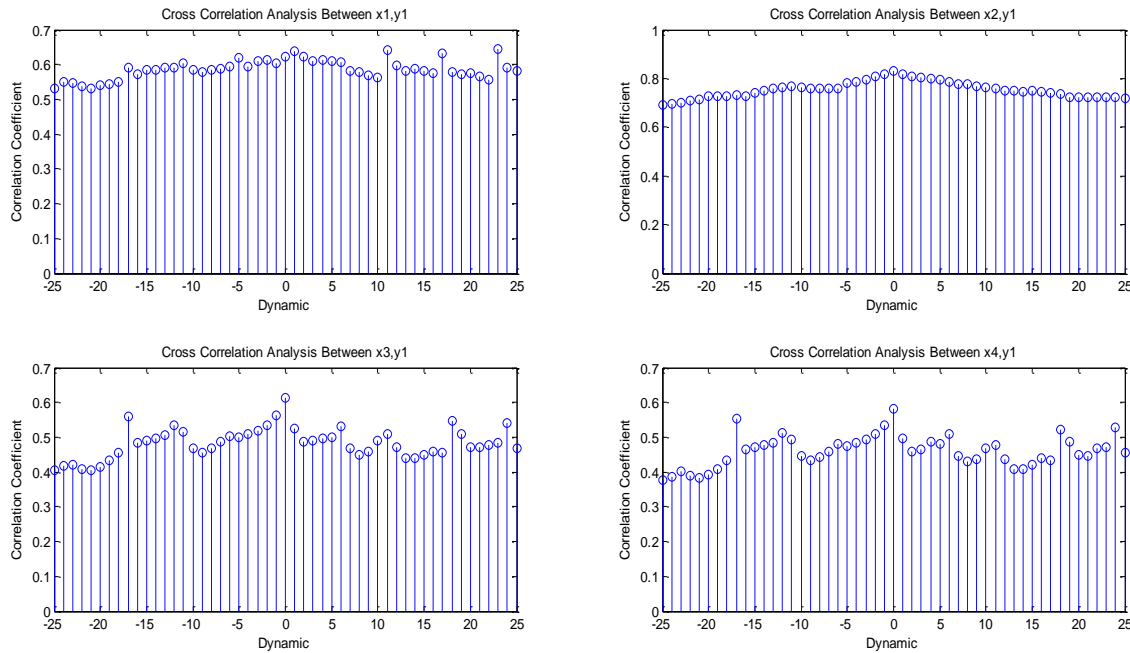 Cross Correlation Analysis Between x1,y1
0.7
0.6
0.5
0.4
0.3
0.2
0.1
0
Correlation Coefficient
-25 -20 -15 -10 -5 0 5 10 15 20 25
Dynamic
Cross Correlation Analysis Between x2,y1
1
0.8
0.6
0.4
0.2
0
Correlation Coefficient
-25 -20 -15 -10 -5 0 5 10 15 20 25
Dynamic
Cross Correlation Analysis Between x3,y1
0.7
0.6
0.5
0.4
0.3
0.2
0.1
0
Correlation Coefficient
-25 -20 -15 -10 -5 0 5 10 15 20 25
Dynamic
Cross Correlation Analysis Between x4,y1
0.7
0.6
0.5
0.4
0.3
0.2
0.1
0
Correlation Coefficient
-25 -20 -15 -10 -5 0 5 10 15 20 25
Dynamic